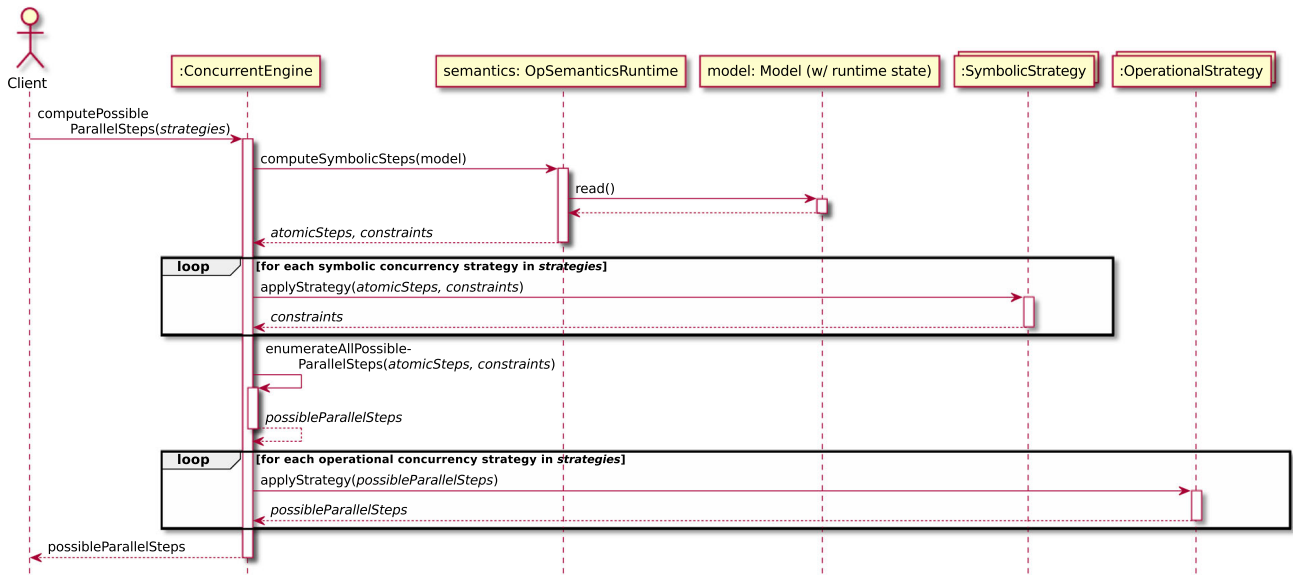 Client
:ConcurrentEngine
semantics: OpSemanticsRuntime
model: Model (w/ runtime state)
:SymbolicStrategy
:OperationalStrategy
computePossible
ParallelSteps(strategies)
computeSymbolicSteps(model)
read()
atomicSteps, constraints
loop [for each symbolic concurrency strategy in strategies]
applyStrategy(atomicSteps, constraints)
constraints
enumerateAllPossible-
ParallelSteps(atomicSteps, constraints)
possibleParallelSteps
loop [for each operational concurrency strategy in strategies]
applyStrategy(possibleParallelSteps)
possibleParallelSteps
possibleParallelSteps